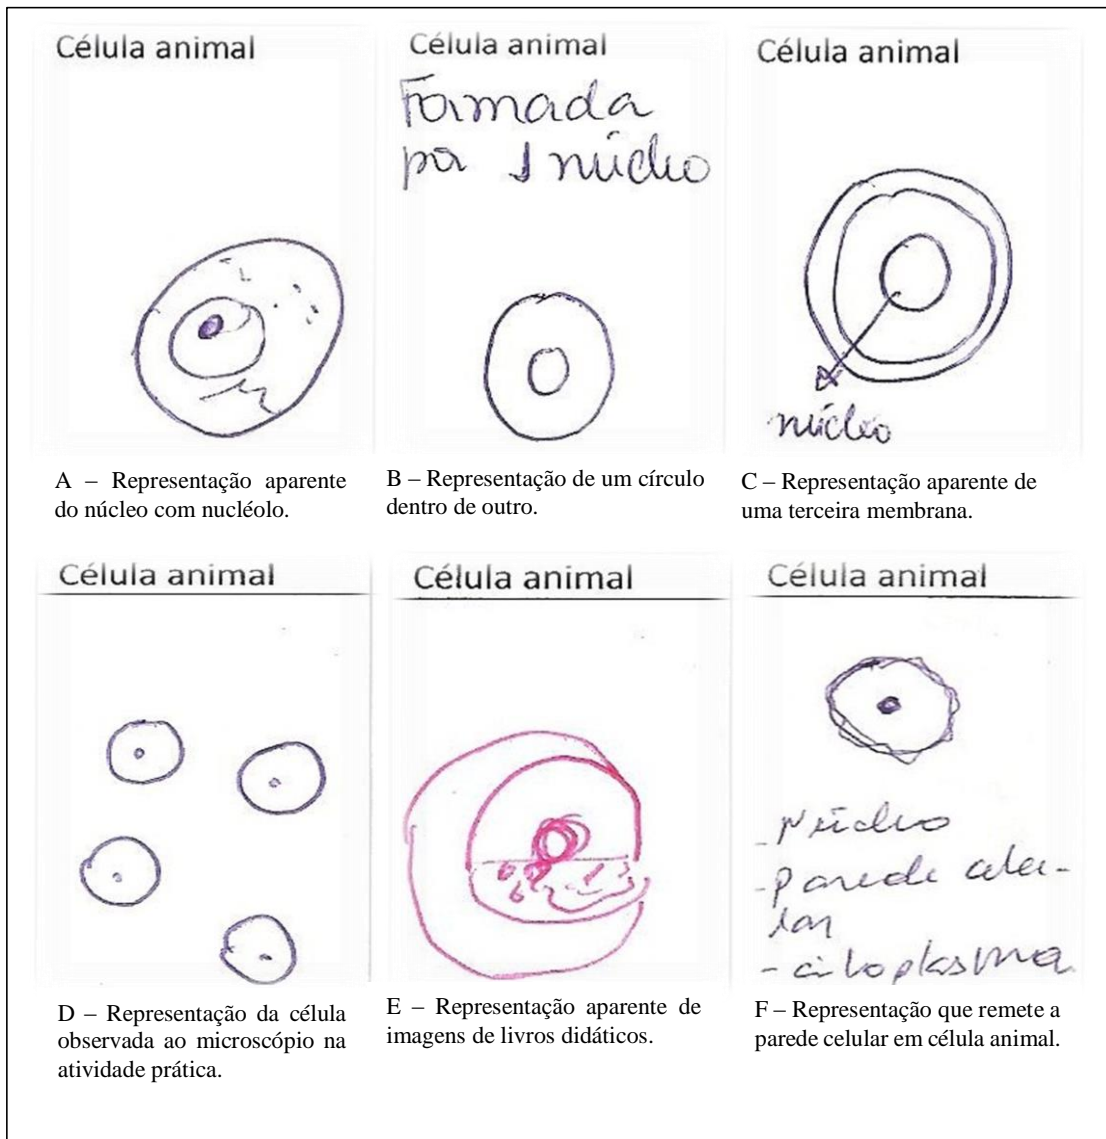 Célula animal
Formada
por 1 núcleo
A – Representação aparente
do núcleo com nucléolo.
Célula animal
B – Representação de um círculo
dentro de outro.
Célula animal
núcleo
C – Representação aparente de
uma terceira membrana.
Célula animal
D – Representação da célula
observada ao microscópio na
atividade prática.
Célula animal
E – Representação aparente de
imagens de livros didáticos.
Célula animal
- Núcleo
- Parede celu-
lar
- citoplasma
F – Representação que remete a
parede celular em célula animal.